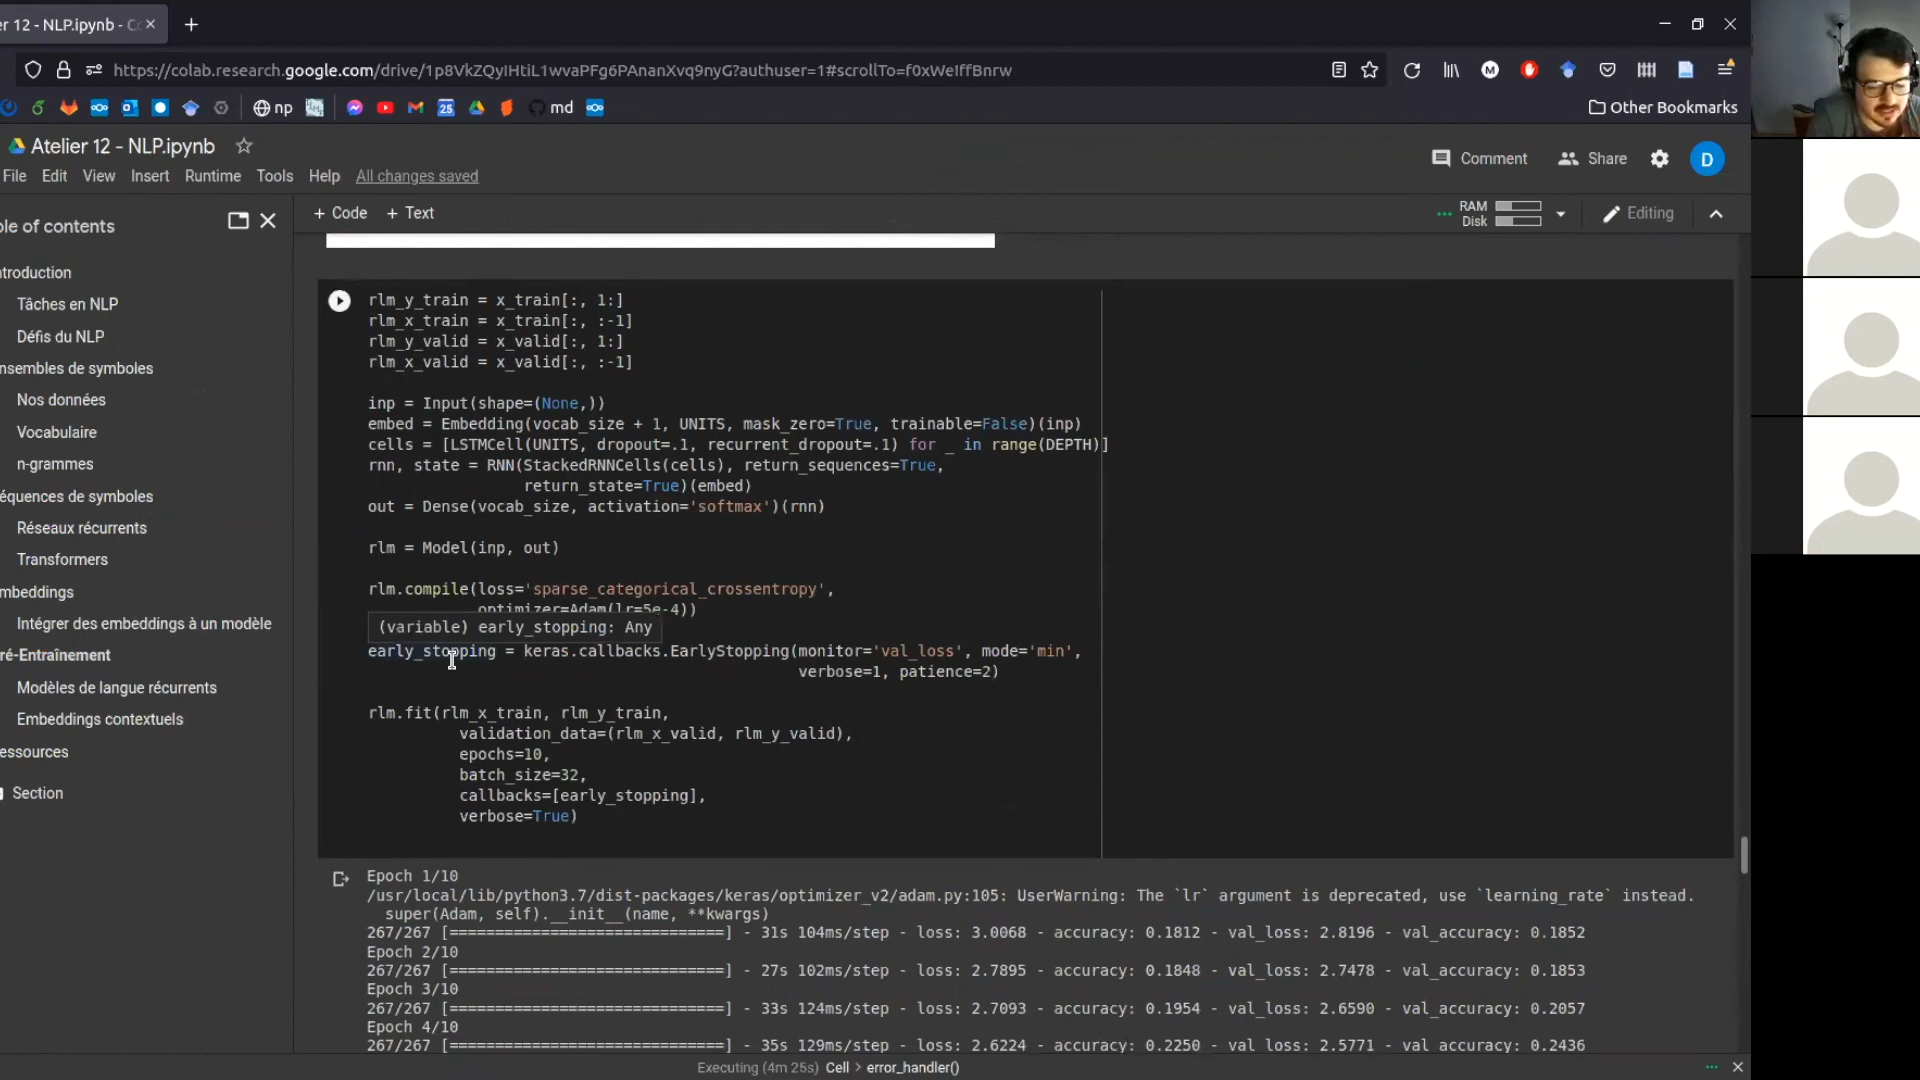 er 12 - NLP.ipynb - Co
https://colab.research.google.com/drive/1p8VkZQyIHtiL1wvaPFg6PAnanXvq9nyG?authuser=1#scrollTo=f0xWeIffBnrw
np
25
md
Other Bookmarks
Atelier 12 - NLP.ipynb
Comment
Share
D
File Edit View Insert Runtime Tools Help All changes saved
ble of contents
+ Code + Text
RAM
Disk
Editing
ntroduction
Tâches en NLP
Défis du NLP
nsembles de symboles
Nos données
Vocabulaire
n-grammes
équences de symboles
Réseaux récurrents
Transformers
mbeddings
Intégrer des embeddings à un modèle
ré-Entraînement
Modèles de langue récurrents
Embeddings contextuels
essources
Section
rlm_y_train = x_train[:, 1:]
rlm_x_train = x_train[:, :-1]
rlm_y_valid = x_valid[:, 1:]
rlm_x_valid = x_valid[:, :-1]
inp = Input(shape=(None,))
embed = Embedding(vocab_size + 1, UNITS, mask_zero=True, trainable=False)(inp)
cells = [LSTMCell(UNITS, dropout=.1, recurrent_dropout=.1) for _ in range(DEPTH)]
rnn, state = RNN(StackedRNNCells(cells), return_sequences=True,
return_state=True)(embed)
out = Dense(vocab_size, activation='softmax')(rnn)
rlm = Model(inp, out)
rlm.compile(loss='sparse_categorical_crossentropy',
optimizer=Adam(lr=5e-4))
(variable) early_stopping: Any
early_stopping = keras.callbacks.EarlyStopping(monitor='val_loss', mode='min',
verbose=1, patience=2)
rlm.fit(rlm_x_train, rlm_y_train,
validation_data=(rlm_x_valid, rlm_y_valid),
epochs=10,
batch_size=32,
callbacks=[early_stopping],
verbose=True)
Epoch 1/10
/usr/local/lib/python3.7/dist-packages/keras/optimizer_v2/adam.py:105: UserWarning: The `lr` argument is deprecated, use `learning_rate` instead.
super(Adam, self).__init__(name, **kwargs)
267/267 [==============================] - 31s 104ms/step - loss: 3.0068 - accuracy: 0.1812 - val_loss: 2.8196 - val_accuracy: 0.1852
Epoch 2/10
267/267 [==============================] - 27s 102ms/step - loss: 2.7895 - accuracy: 0.1848 - val_loss: 2.7478 - val_accuracy: 0.1853
Epoch 3/10
267/267 [==============================] - 33s 124ms/step - loss: 2.7093 - accuracy: 0.1954 - val_loss: 2.6590 - val_accuracy: 0.2057
Epoch 4/10
267/267 [==============================] - 35s 129ms/step - loss: 2.6224 - accuracy: 0.2250 - val_loss: 2.5771 - val_accuracy: 0.2436
Executing (4m 25s) Cell > error_handler()